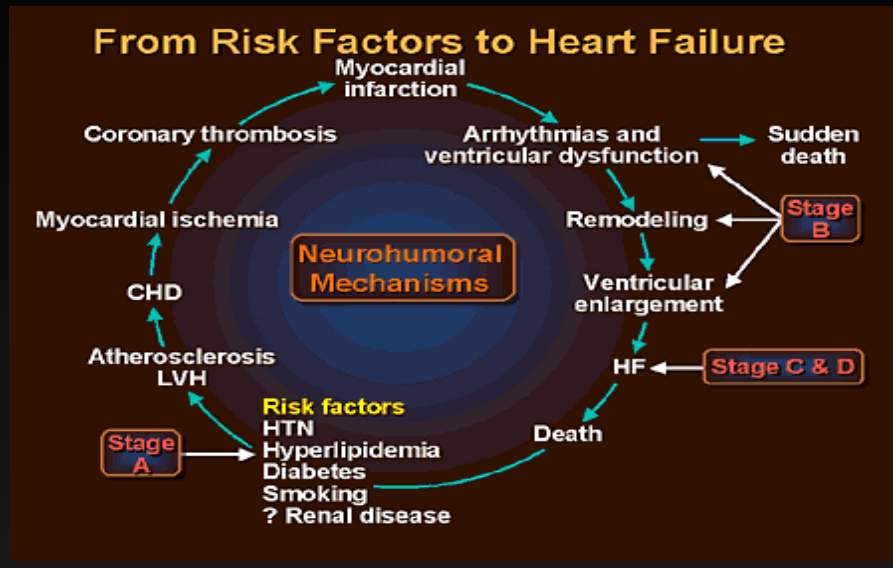 From Risk Factors to Heart Failure
Myocardial
infarction
Coronary thrombosis
Arrhythmias and
ventricular dysfunction
Sudden
death
Myocardial ischemia
Remodeling
Stage
B
Neurohumoral
Mechanisms
CHD
Ventricular
enlargement
Atherosclerosis
LVH
HF
Stage C & D
Risk factors
HTN
Hyperlipidemia
Diabetes
Smoking
? Renal disease
Stage
A
Death